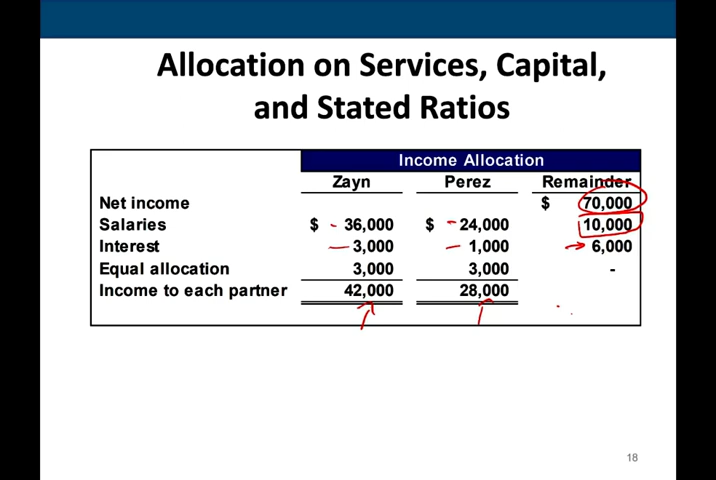 Allocation on Services, Capital,
and Stated Ratios
Income Allocation
Zayn Perez Remainder
Net income $ 70,000
Salaries $ 36,000 $ 24,000 10,000
Interest 3,000 1,000 6,000
Equal allocation 3,000 3,000 -
Income to each partner 42,000 28,000
18